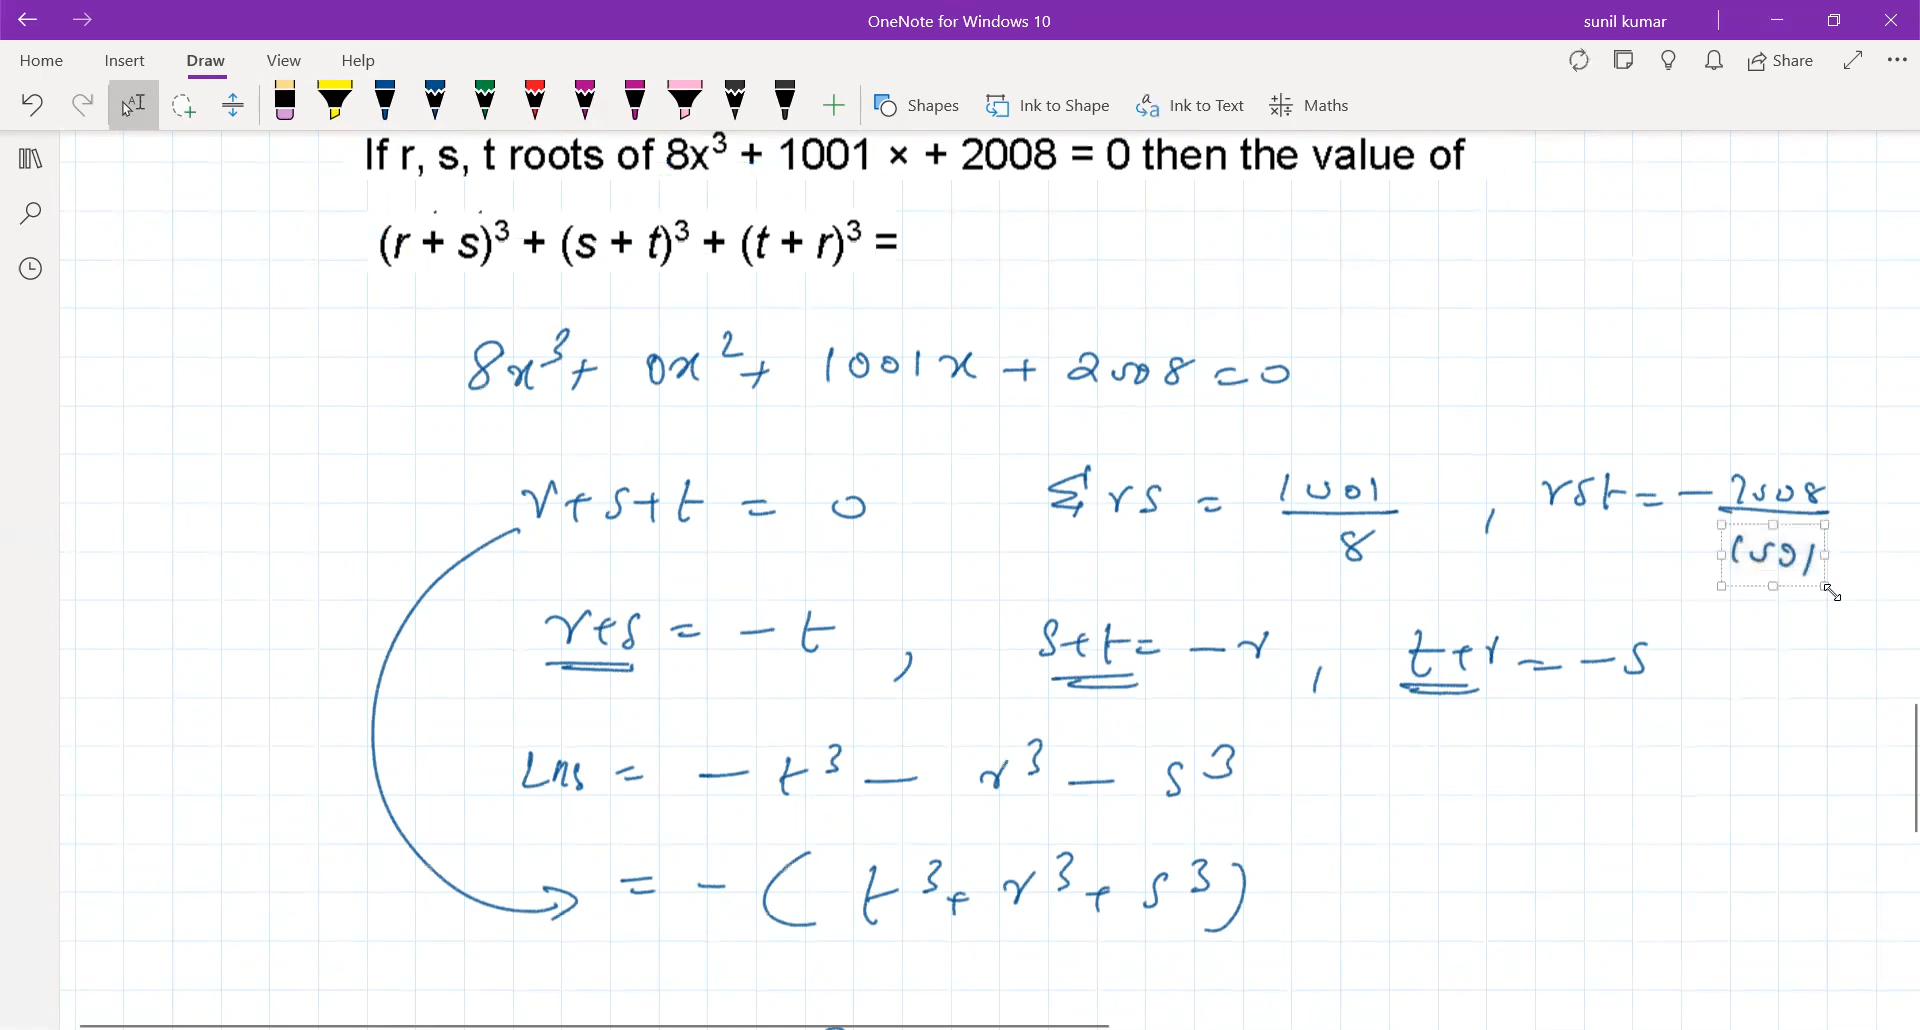 OneNote for Windows 10
sunil kumar
Home Insert Draw View Help
Share
Shapes Ink to Shape Ink to Text Maths
If r, s, t roots of 8x³ + 1001 × + 2008 = 0 then the value of
(r + s)³ + (s + t)³ + (t + r)³ =
8x³ + 0x² + 1001x + 2008 = 0
r+s+t = 0 Σ rs = 1001/8 , rst = - 2008/1001
r+s = -t , s+t = -r , t+r = -s
LHS = - t³ - r³ - s³
= - ( t³ + r³ + s³ )